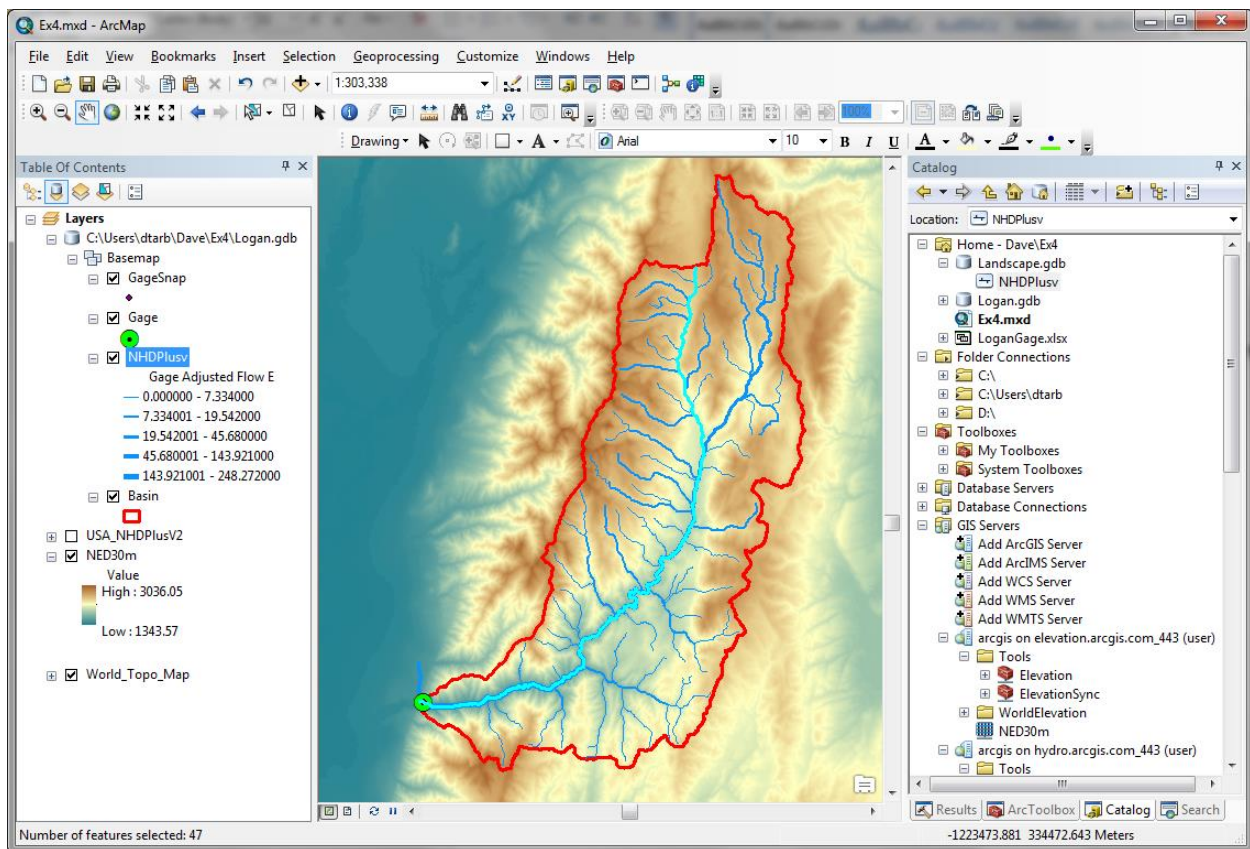 Ex4.mxd - ArcMap
File Edit View Bookmarks Insert Selection Geoprocessing Customize Windows Help
1:303,338
100%
Drawing A Arial 10 B I U A
Table Of Contents
Layers
C:\Users\dtarb\Dave\Ex4\Logan.gdb
Basemap
GageSnap
Gage
NHDPlusv
Gage Adjusted Flow E
0.000000 - 7.334000
7.334001 - 19.542000
19.542001 - 45.680000
45.680001 - 143.921000
143.921001 - 248.272000
Basin
USA_NHDPlusV2
NED30m
Value
High : 3036.05
Low : 1343.57
World_Topo_Map
Catalog
Location: NHDPlusv
Home - Dave\Ex4
Landscape.gdb
NHDPlusv
Logan.gdb
Ex4.mxd
LoganGage.xlsx
Folder Connections
C:\
C:\Users\dtarb
D:\
Toolboxes
My Toolboxes
System Toolboxes
Database Servers
Database Connections
GIS Servers
Add ArcGIS Server
Add ArcIMS Server
Add WCS Server
Add WMS Server
Add WMTS Server
arcgis on elevation.arcgis.com_443 (user)
Tools
Elevation
ElevationSync
WorldElevation
NED30m
arcgis on hydro.arcgis.com_443 (user)
Tools
Results ArcToolbox Catalog Search
Number of features selected: 47
-1223473.881 334472.643 Meters